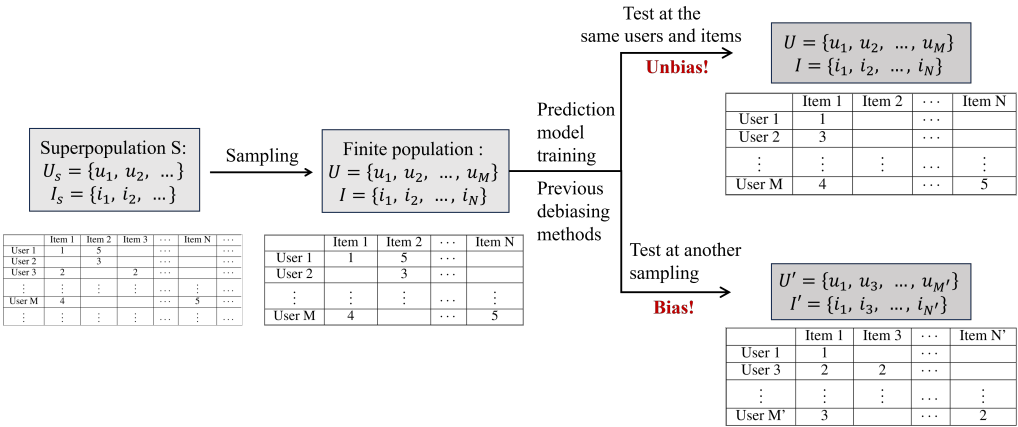 Superpopulation S:
U_s = {u_1, u_2, …}
I_s = {i_1, i_2, …}
Item 1 Item 2 Item 3 ⋯ Item N ⋯
User 1 1 5 ⋯ ⋯
User 2 3 ⋯ ⋯
User 3 2 2 ⋯ ⋯
⋮ ⋮ ⋮ ⋮ ⋯ ⋮ ⋯
User M 4 ⋯ 5 ⋯
⋮ ⋮ ⋮ ⋮ ⋯ ⋮ ⋯
Sampling
Finite population :
U = {u_1, u_2, …, u_M}
I = {i_1, i_2, …, i_N}
Item 1 Item 2 ⋯ Item N
User 1 1 5 ⋯
User 2 3 ⋯
⋮ ⋮ ⋮ ⋯ ⋮
User M 4 ⋯ 5
Prediction
model
training
Previous
debiasing
methods
Test at the
same users and items
Unbias!
U = {u_1, u_2, …, u_M}
I = {i_1, i_2, …, i_N}
Item 1 Item 2 ⋯ Item N
User 1 1 ⋯
User 2 3 ⋯
⋮ ⋮ ⋮ ⋯ ⋮
User M 4 ⋯ 5
Test at another
sampling
Bias!
U′ = {u_1, u_3, …, u_M′}
I′ = {i_1, i_3, …, i_N′}
Item 1 Item 3 ⋯ Item N'
User 1 1 ⋯
User 3 2 2 ⋯
⋮ ⋮ ⋮ ⋯ ⋮
User M' 3 ⋯ 2